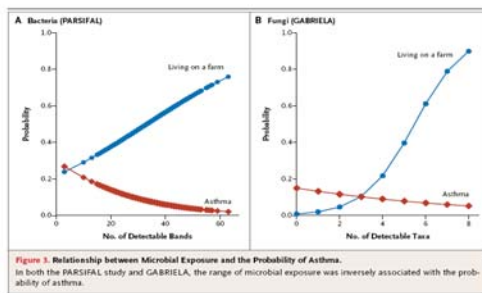 A Bacteria (PARSIFAL)
1.0
0.8
0.6
0.4
0.2
0.0
Probability
Living on a farm
Asthma
0
20
40
60
No. of Detectable Bands
B Fungi (GABRIELA)
1.0
0.8
0.6
0.4
0.2
0.0
Probability
Living on a farm
Asthma
0
2
4
6
8
No. of Detectable Taxa
Figure 3. Relationship between Microbial Exposure and the Probability of Asthma.
In both the PARSIFAL study and GABRIELA, the range of microbial exposure was inversely associated with the prob-
ability of asthma.